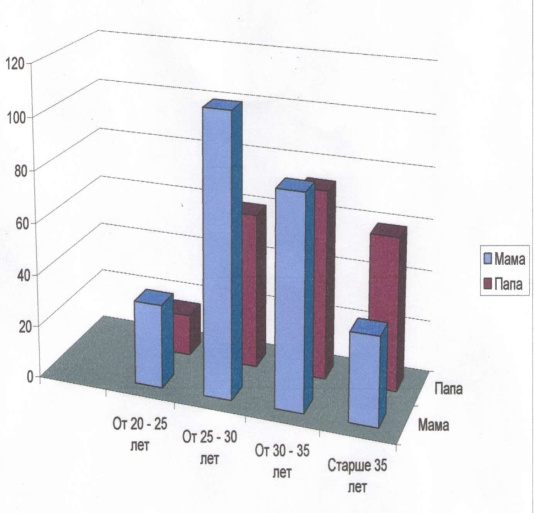 120
100
80
60
40
20
0
От 20 - 25
лет
От 25 - 30
лет
От 30 - 35
лет
Старше 35
лет
Папа
Мама
Мама
Папа